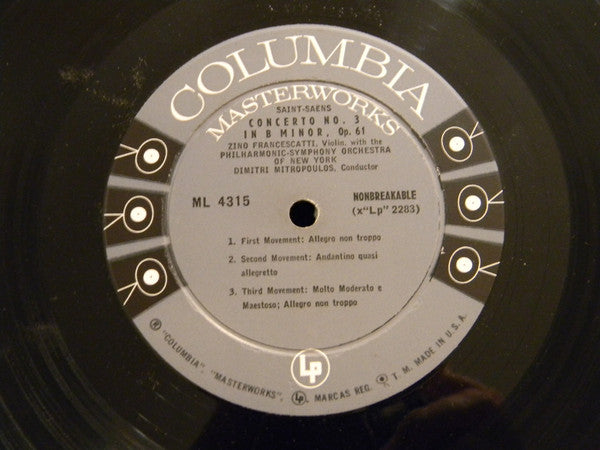 COLUMBIA
MASTERWORKS
SAINT-SAENS
CONCERTO NO. 3
IN B MINOR, Op. 61
ZINO FRANCESCATTI, Violin, with the
PHILHARMONIC-SYMPHONY ORCHESTRA
OF NEW YORK
DIMITRI MITROPOULOS, Conductor
ML 4315
NONBREAKABLE
(x"Lp" 2283)
1. First Movement: Allegro non troppo
2. Second Movement: Andantino quasi
allegretto
3. Third Movement: Molto Moderato e
Maestoso; Allegro non troppo
Lp
® "COLUMBIA", "MASTERWORKS", Lp, MARCAS REG. T. M. MADE IN U.S.A.